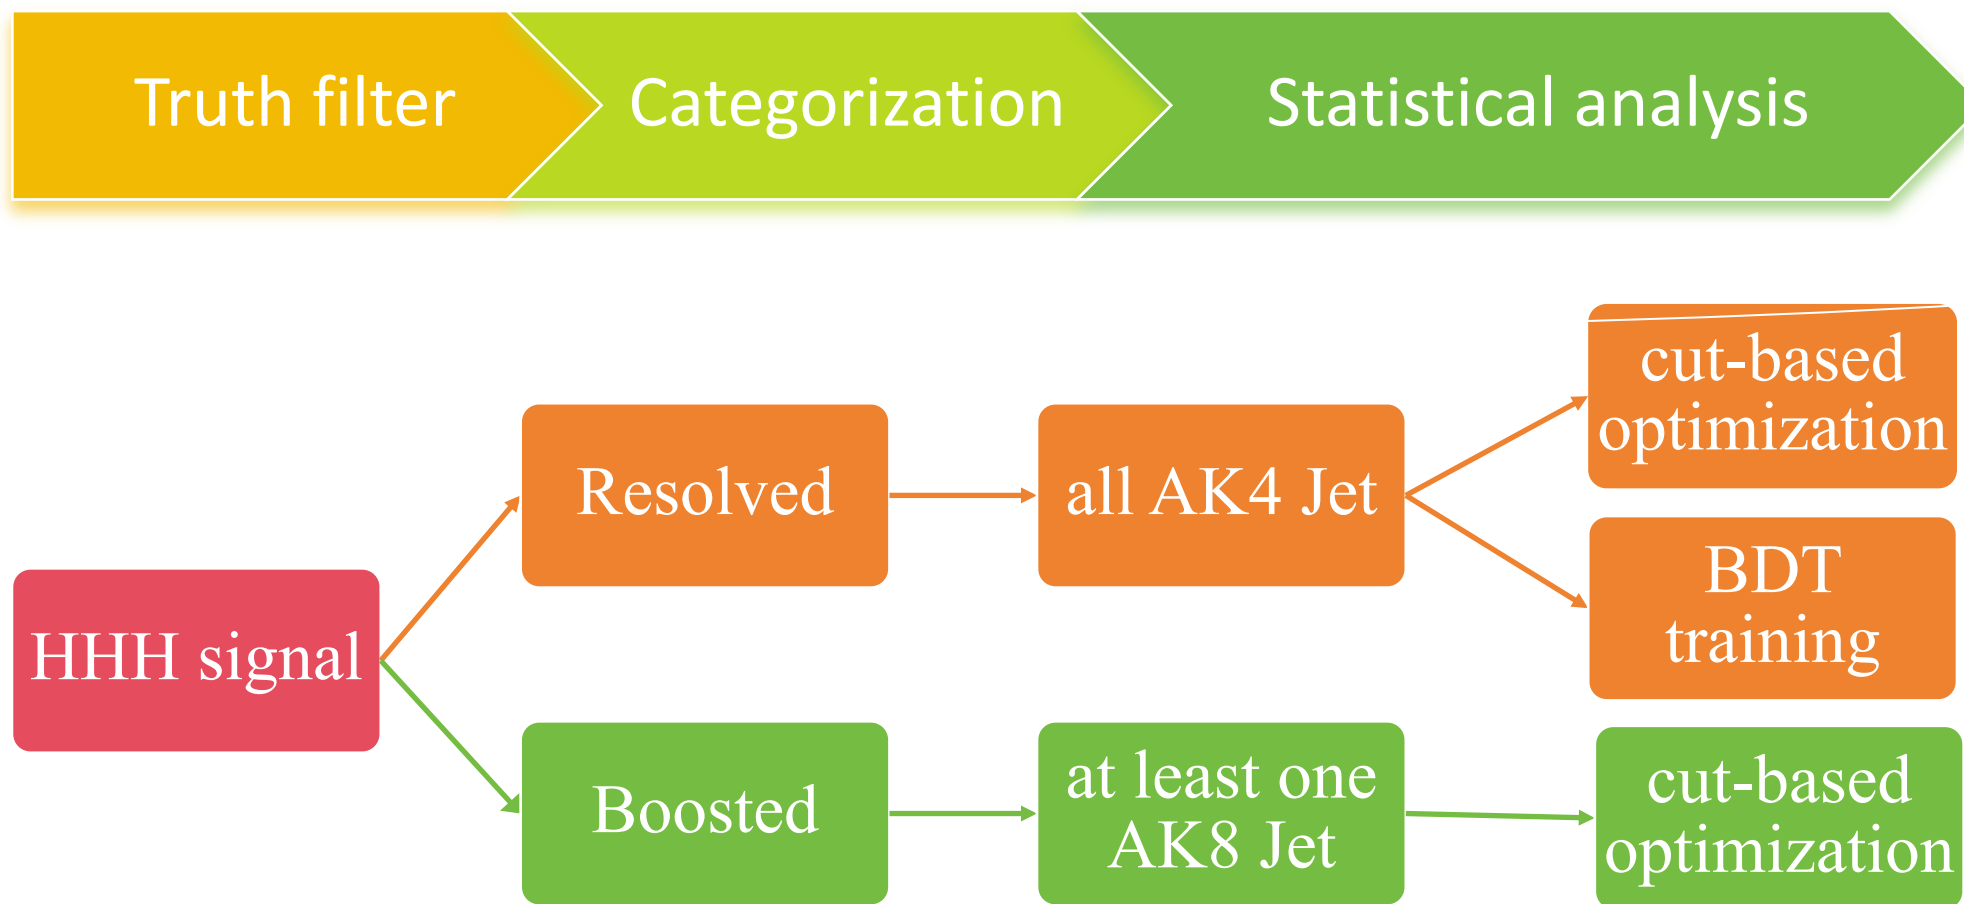 Truth filter
Categorization
Statistical analysis
HHH signal
Resolved
all AK4 Jet
cut-based
optimization
BDT
training
Boosted
at least one
AK8 Jet
cut-based
optimization